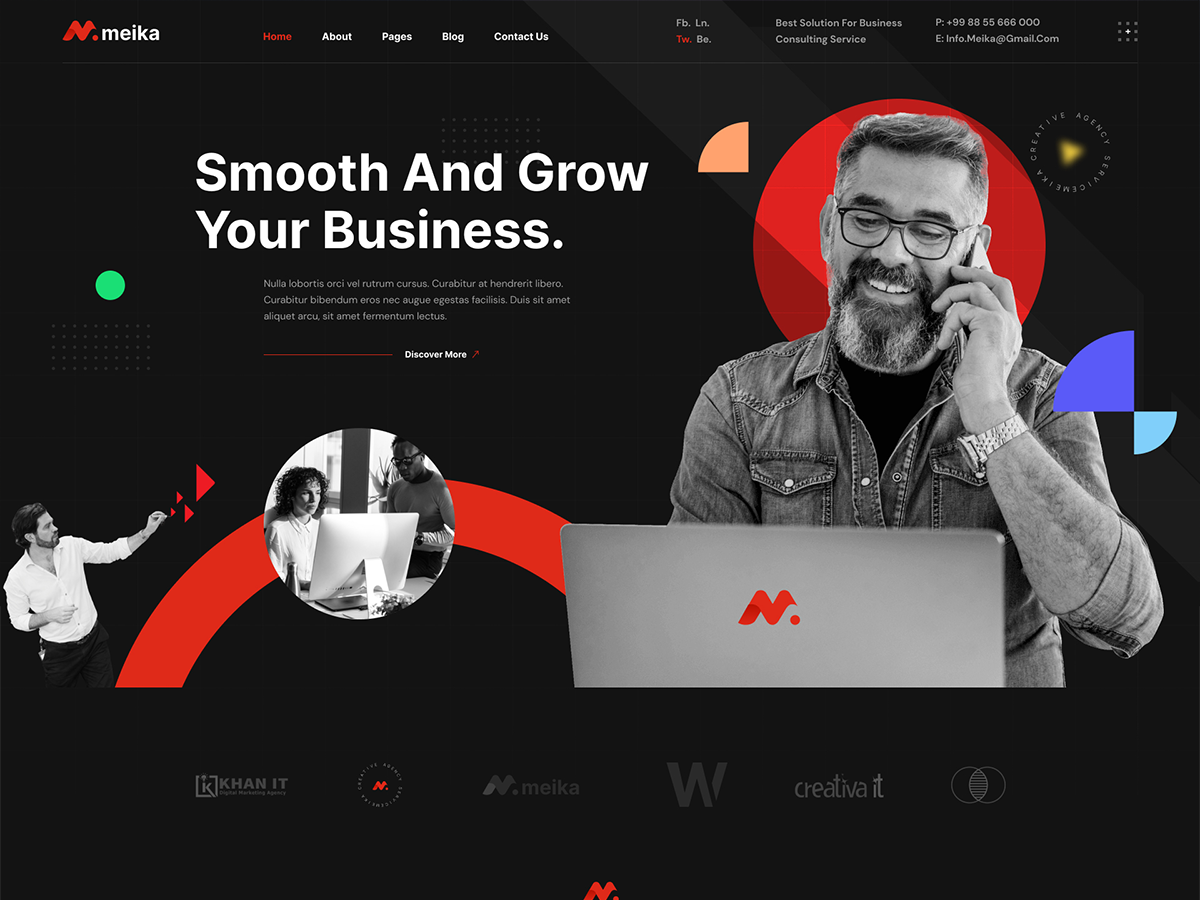 meika
Home About Pages Blog Contact Us
Fb. Ln.
Tw. Be.
Best Solution For Business
Consulting Service
P: +99 88 55 666 000
E: Info.Meika@Gmail.Com
CREATIVE AGENCY SERVICEMEIKA
Smooth And Grow
Your Business.
Nulla lobortis orci vel rutrum cursus. Curabitur at hendrerit libero.
Curabitur bibendum eros nec augue egestas facilisis. Duis sit amet
aliquet arcu, sit amet fermentum lectus.
Discover More
KHAN IT
Digital Marketing Agency
CREATIVE AGENCY SERVICEMEIKA
meika
W
creativa it